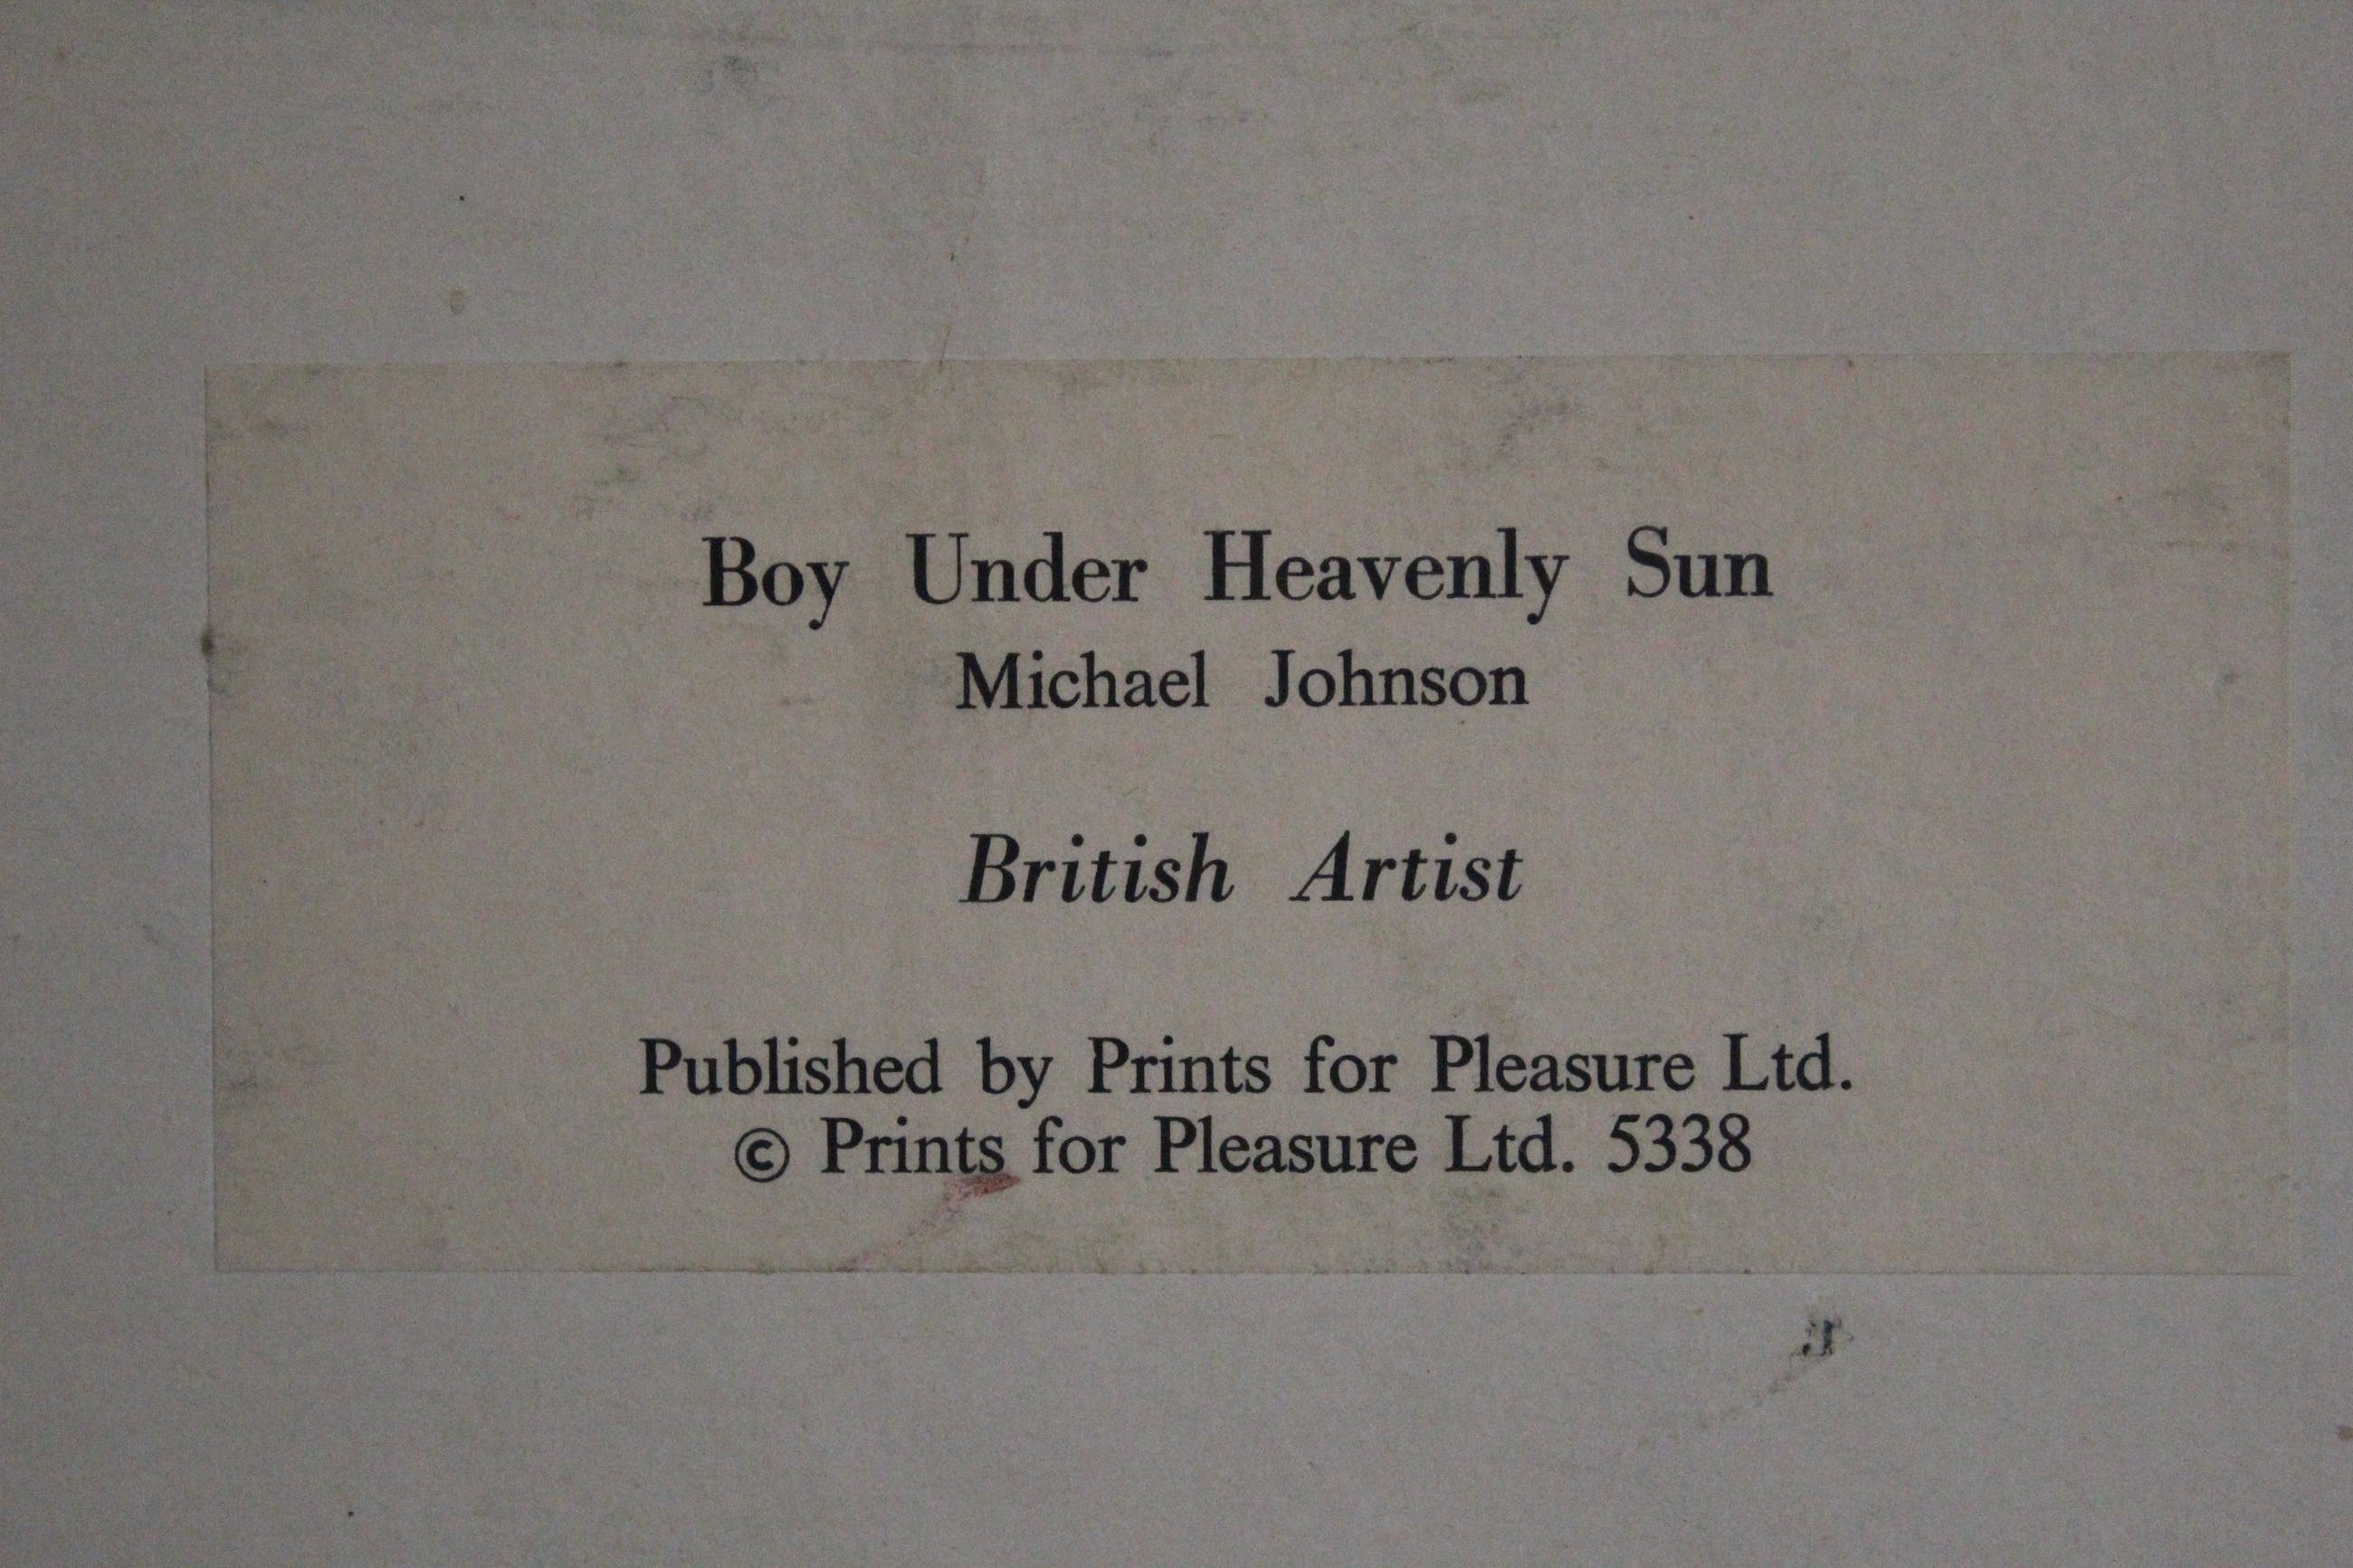 Boy Under Heavenly Sun
Michael Johnson
British Artist
Published by Prints for Pleasure Ltd.
© Prints for Pleasure Ltd. 5338